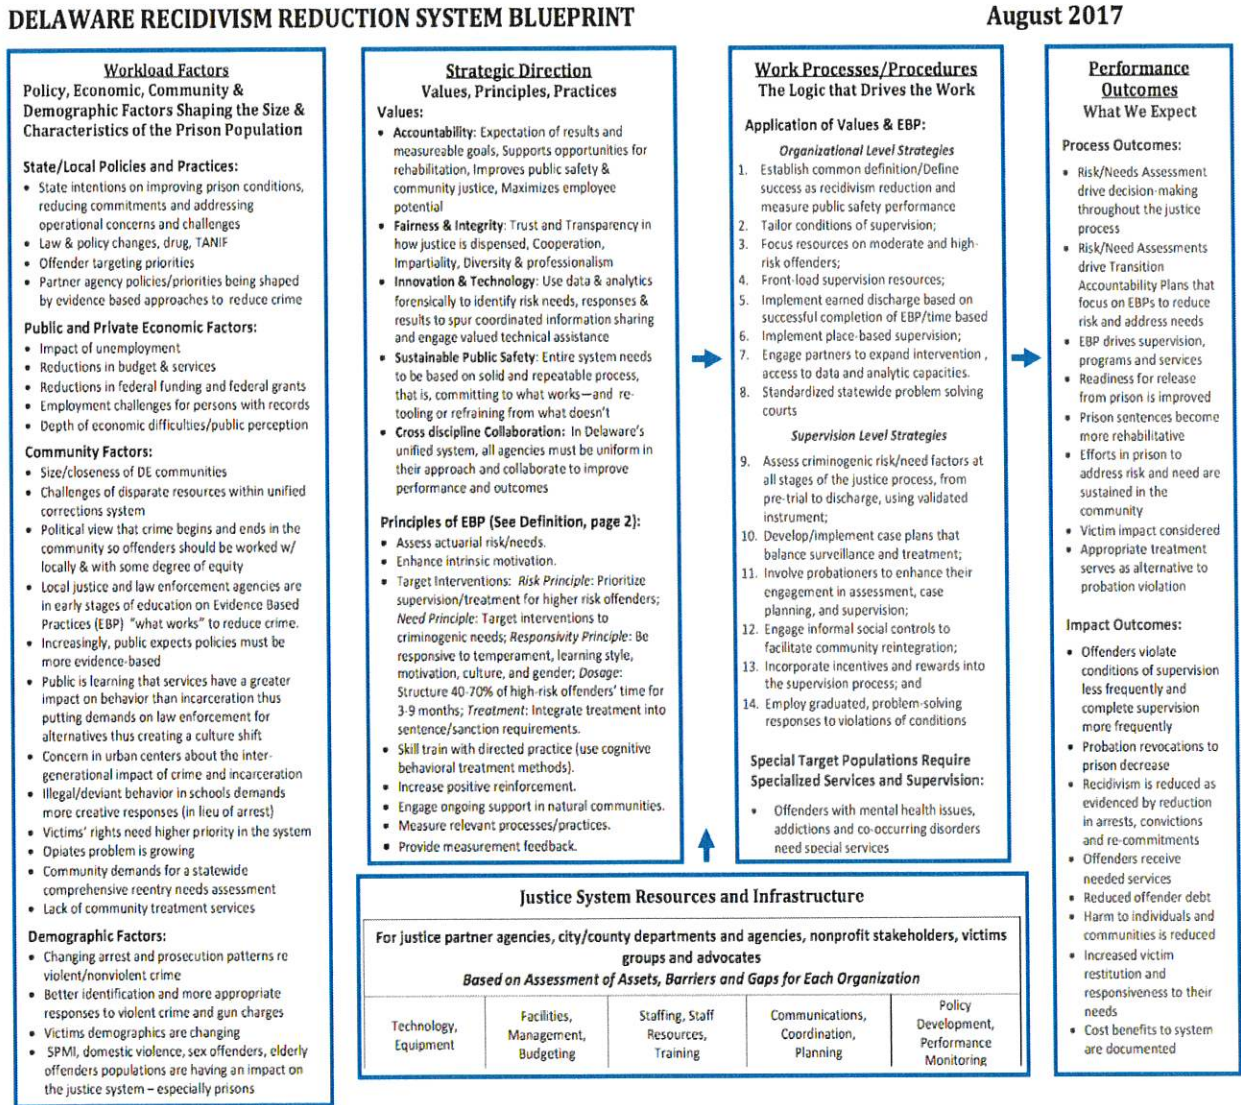 DELAWARE RECIDIVISM REDUCTION SYSTEM BLUEPRINT
August 2017
Workload Factors
Policy, Economic, Community &
Demographic Factors Shaping the Size &
Characteristics of the Prison Population
State/Local Policies and Practices:
• State intentions on improving prison conditions,
reducing commitments and addressing
operational concerns and challenges
• Law & policy changes, drug, TANIF
• Offender targeting priorities
• Partner agency policies/priorities being shaped
by evidence based approaches to reduce crime
Public and Private Economic Factors:
• Impact of unemployment
• Reductions in budget & services
• Reductions in federal funding and federal grants
• Employment challenges for persons with records
• Depth of economic difficulties/public perception
Community Factors:
• Size/closeness of DE communities
• Challenges of disparate resources within unified
corrections system
• Political view that crime begins and ends in the
community so offenders should be worked w/
locally & with some degree of equity
• Local justice and law enforcement agencies are
in early stages of education on Evidence Based
Practices (EBP) "what works" to reduce crime.
• Increasingly, public expects policies must be
more evidence-based
• Public is learning that services have a greater
impact on behavior than incarceration thus
putting demands on law enforcement for
alternatives thus creating a culture shift
• Concern in urban centers about the inter-
generational impact of crime and incarceration
• Illegal/deviant behavior in schools demands
more creative responses (in lieu of arrest)
• Victims' rights need higher priority in the system
• Opiates problem is growing
• Community demands for a statewide
comprehensive reentry needs assessment
• Lack of community treatment services
Demographic Factors:
• Changing arrest and prosecution patterns re
violent/nonviolent crime
• Better identification and more appropriate
responses to violent crime and gun charges
• Victims demographics are changing
• SPMI, domestic violence, sex offenders, elderly
offenders populations are having an impact on
the justice system – especially prisons
Strategic Direction
Values, Principles, Practices
Values:
• Accountability: Expectation of results and
measureable goals, Supports opportunities for
rehabilitation, Improves public safety &
community justice, Maximizes employee
potential
• Fairness & Integrity: Trust and Transparency in
how justice is dispensed, Cooperation,
Impartiality, Diversity & professionalism
• Innovation & Technology: Use data & analytics
forensically to identify risk needs, responses &
results to spur coordinated information sharing
and engage valued technical assistance
• Sustainable Public Safety: Entire system needs
to be based on solid and repeatable process,
that is, committing to what works—and re-
tooling or refraining from what doesn't
• Cross discipline Collaboration: In Delaware's
unified system, all agencies must be uniform in
their approach and collaborate to improve
performance and outcomes
Principles of EBP (See Definition, page 2):
• Assess actuarial risk/needs.
• Enhance intrinsic motivation.
• Target Interventions: Risk Principle: Prioritize
supervision/treatment for higher risk offenders;
Need Principle: Target interventions to
criminogenic needs; Responsivity Principle: Be
responsive to temperament, learning style,
motivation, culture, and gender; Dosage:
Structure 40-70% of high-risk offenders' time for
3-9 months; Treatment: Integrate treatment into
sentence/sanction requirements.
• Skill train with directed practice (use cognitive
behavioral treatment methods).
• Increase positive reinforcement.
• Engage ongoing support in natural communities.
• Measure relevant processes/practices.
• Provide measurement feedback.
Work Processes/Procedures
The Logic that Drives the Work
Application of Values & EBP:
Organizational Level Strategies
1. Establish common definition/Define
success as recidivism reduction and
measure public safety performance
2. Tailor conditions of supervision;
3. Focus resources on moderate and high-
risk offenders;
4. Front-load supervision resources;
5. Implement earned discharge based on
successful completion of EBP/time based
6. Implement place-based supervision;
7. Engage partners to expand intervention ,
access to data and analytic capacities.
8. Standardized statewide problem solving
courts
Supervision Level Strategies
9. Assess criminogenic risk/need factors at
all stages of the justice process, from
pre-trial to discharge, using validated
instrument;
10. Develop/implement case plans that
balance surveillance and treatment;
11. Involve probationers to enhance their
engagement in assessment, case
planning, and supervision;
12. Engage informal social controls to
facilitate community reintegration;
13. Incorporate incentives and rewards into
the supervision process; and
14. Employ graduated, problem-solving
responses to violations of conditions
Special Target Populations Require
Specialized Services and Supervision:
• Offenders with mental health issues,
addictions and co-occurring disorders
need special services
Performance
Outcomes
What We Expect
Process Outcomes:
• Risk/Needs Assessment
drive decision-making
throughout the justice
process
• Risk/Need Assessments
drive Transition
Accountability Plans that
focus on EBPs to reduce
risk and address needs
• EBP drives supervision,
programs and services
• Readiness for release
from prison is improved
• Prison sentences become
more rehabilitative
• Efforts in prison to
address risk and need are
sustained in the
community
• Victim impact considered
• Appropriate treatment
serves as alternative to
probation violation
Impact Outcomes:
• Offenders violate
conditions of supervision
less frequently and
complete supervision
more frequently
• Probation revocations to
prison decrease
• Recidivism is reduced as
evidenced by reduction
in arrests, convictions
and re-commitments
• Offenders receive
needed services
• Reduced offender debt
• Harm to individuals and
communities is reduced
• Increased victim
restitution and
responsiveness to their
needs
• Cost benefits to system
are documented
Justice System Resources and Infrastructure
For justice partner agencies, city/county departments and agencies, nonprofit stakeholders, victims
groups and advocates
Based on Assessment of Assets, Barriers and Gaps for Each Organization
Technology,
Equipment
Facilities,
Management,
Budgeting
Staffing, Staff
Resources,
Training
Communications,
Coordination,
Planning
Policy
Development,
Performance
Monitoring